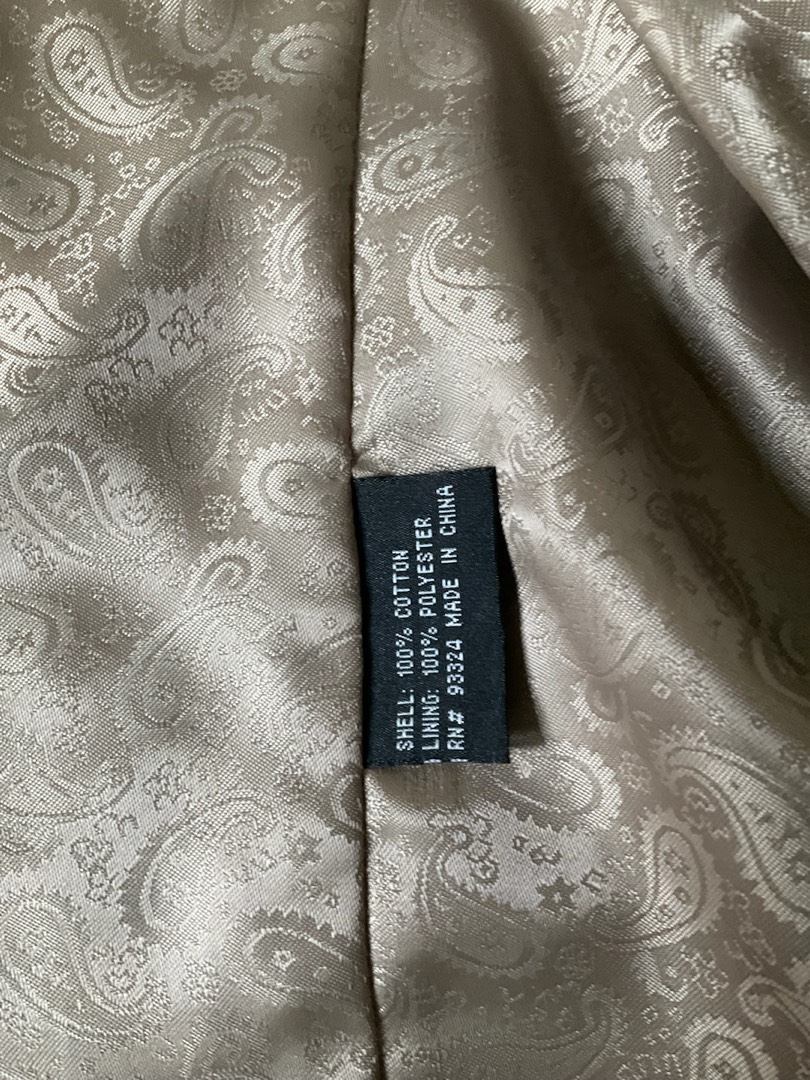 SHELL: 100% COTTON
LINING: 100% POLYESTER
RN# 93324 MADE IN CHINA